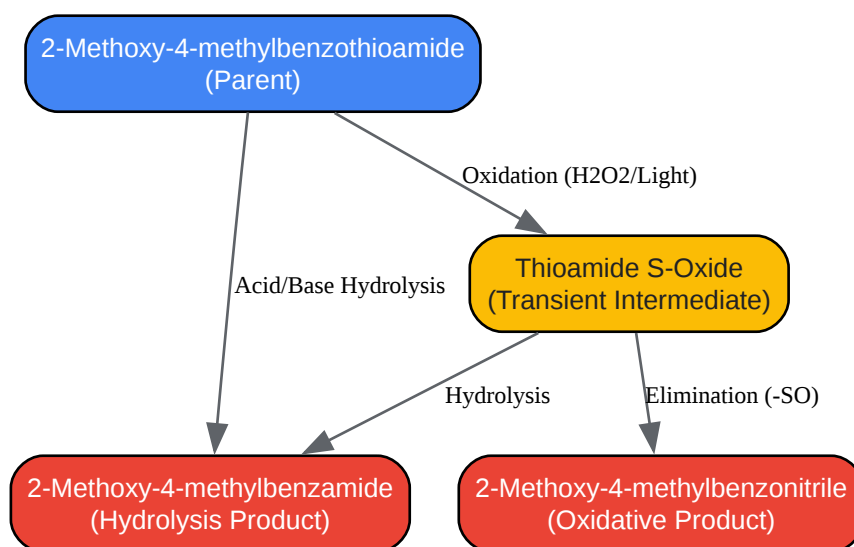 2-Methoxy-4-methylbenzothioamide
(Parent)
Oxidation (H2O2/Light)
Thioamide S-Oxide
(Transient Intermediate)
Acid/Base Hydrolysis
Hydrolysis
Elimination (-SO)
2-Methoxy-4-methylbenzamide
(Hydrolysis Product)
2-Methoxy-4-methylbenzonitrile
(Oxidative Product)